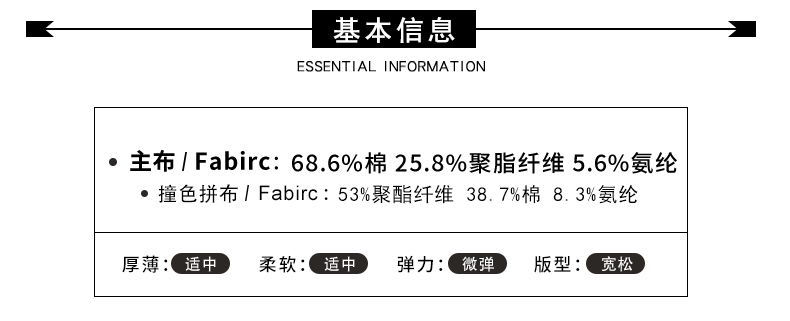 基本信息
ESSENTIAL INFORMATION
• 主布 / Fabirc: 68.6%棉 25.8%聚脂纤维 5.6%氨纶
• 撞色拼布 / Fabirc: 53%聚酯纤维 38.7%棉 8.3%氨纶
厚薄: 适中 柔软: 适中 弹力: 微弹 版型: 宽松